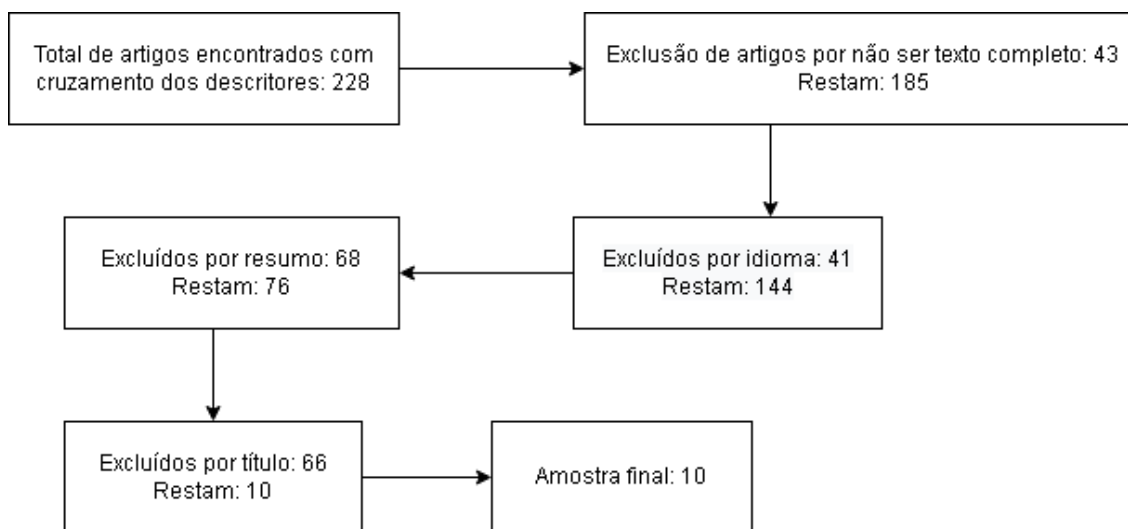 Total de artigos encontrados com
cruzamento dos descritores: 228
Exclusão de artigos por não ser texto completo: 43
Restam: 185
Excluídos por idioma: 41
Restam: 144
Excluídos por resumo: 68
Restam: 76
Excluídos por título: 66
Restam: 10
Amostra final: 10